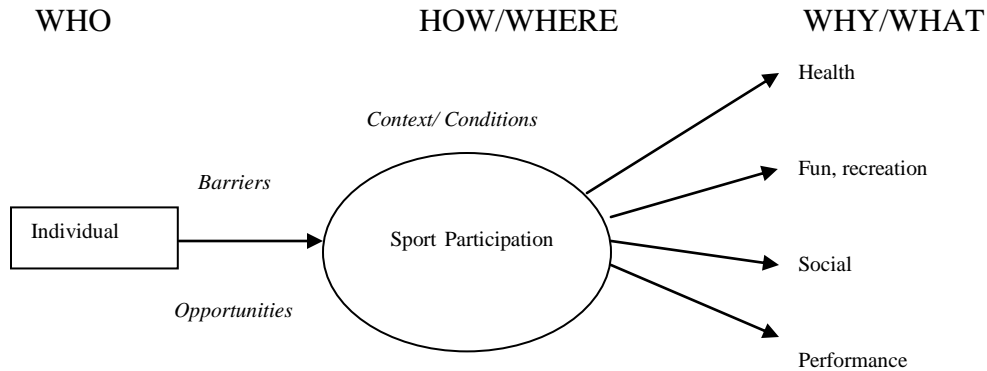 WHO HOW/WHERE WHY/WHAT
Health
Context/ Conditions
Fun, recreation
Barriers
Individual
Sport Participation
Social
Opportunities
Performance